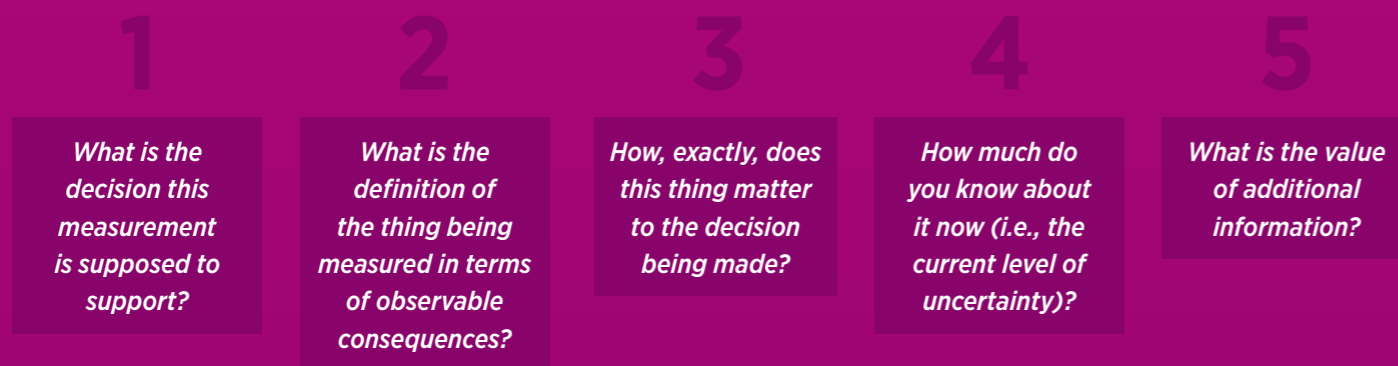 1
What is the
decision this
measurement
is supposed to
support?
2
What is the
definition of
the thing being
measured in terms
of observable
consequences?
3
How, exactly, does
this thing matter
to the decision
being made?
4
How much do
you know about
it now (i.e., the
current level of
uncertainty)?
5
What is the value
of additional
information?